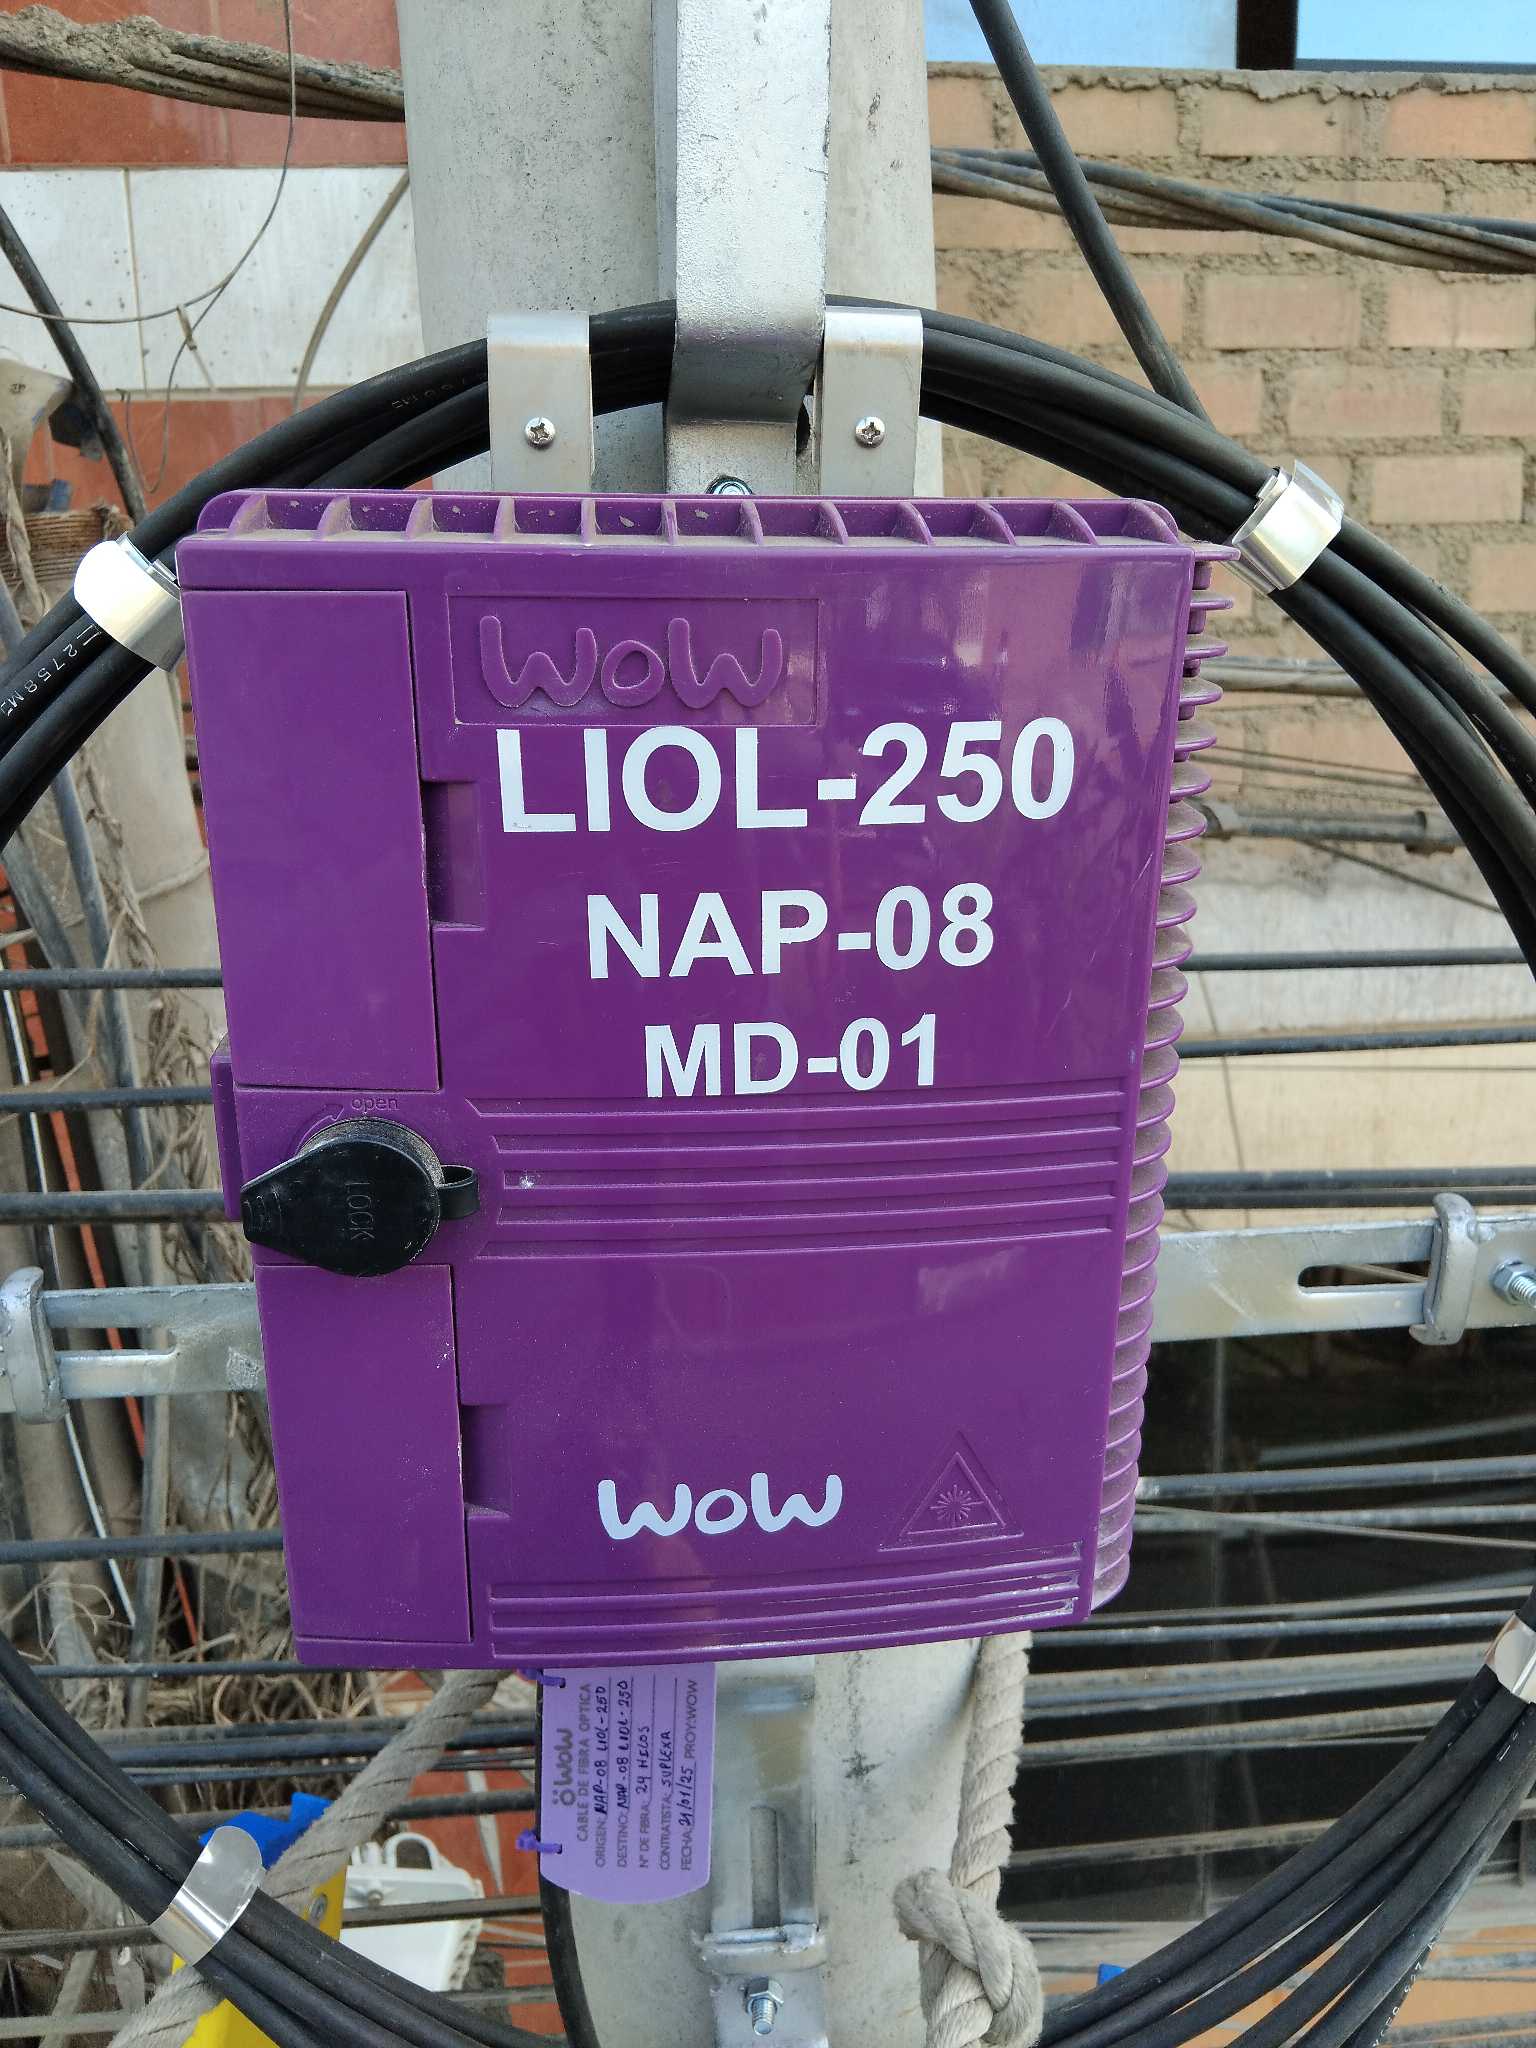 WOW
LIOL-250
NAP-08
MD-01
open
LOCK
WOW
WOW
CABLE DE FIBRA OPTICA
ORIGEN: NAP-08 LIOL-250
DESTINO: NAP-08 LIOL-250
N° DE FIBRA: 24 HILOS
CONTRATISTA: SUPLEXA
FECHA: 21/01/25 PROY:WOW
2758M